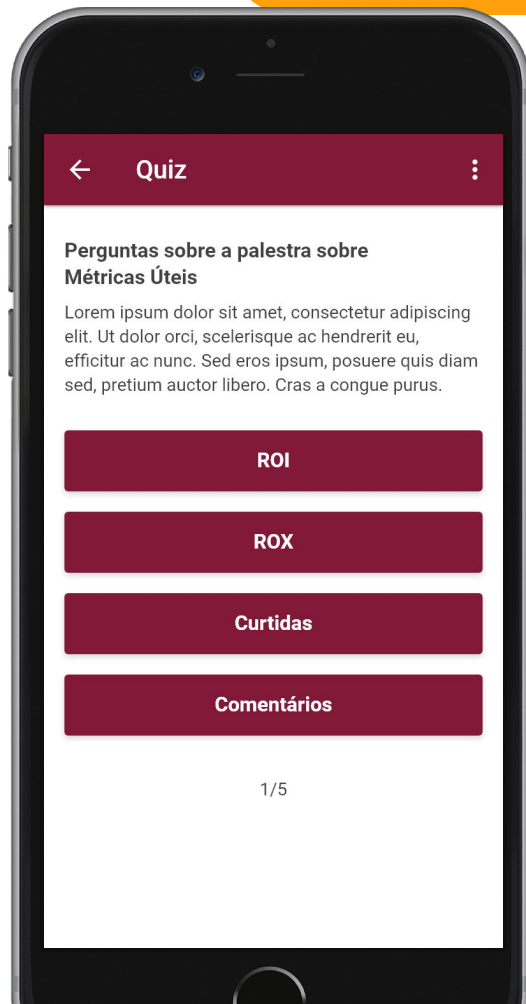 Quiz
Perguntas sobre a palestra sobre
Métricas Úteis
Lorem ipsum dolor sit amet, consectetur adipiscing
elit. Ut dolor orci, scelerisque ac hendrerit eu,
efficitur ac nunc. Sed eros ipsum, posuere quis diam
sed, pretium auctor libero. Cras a congue purus.
ROI
ROX
Curtidas
Comentários
1/5